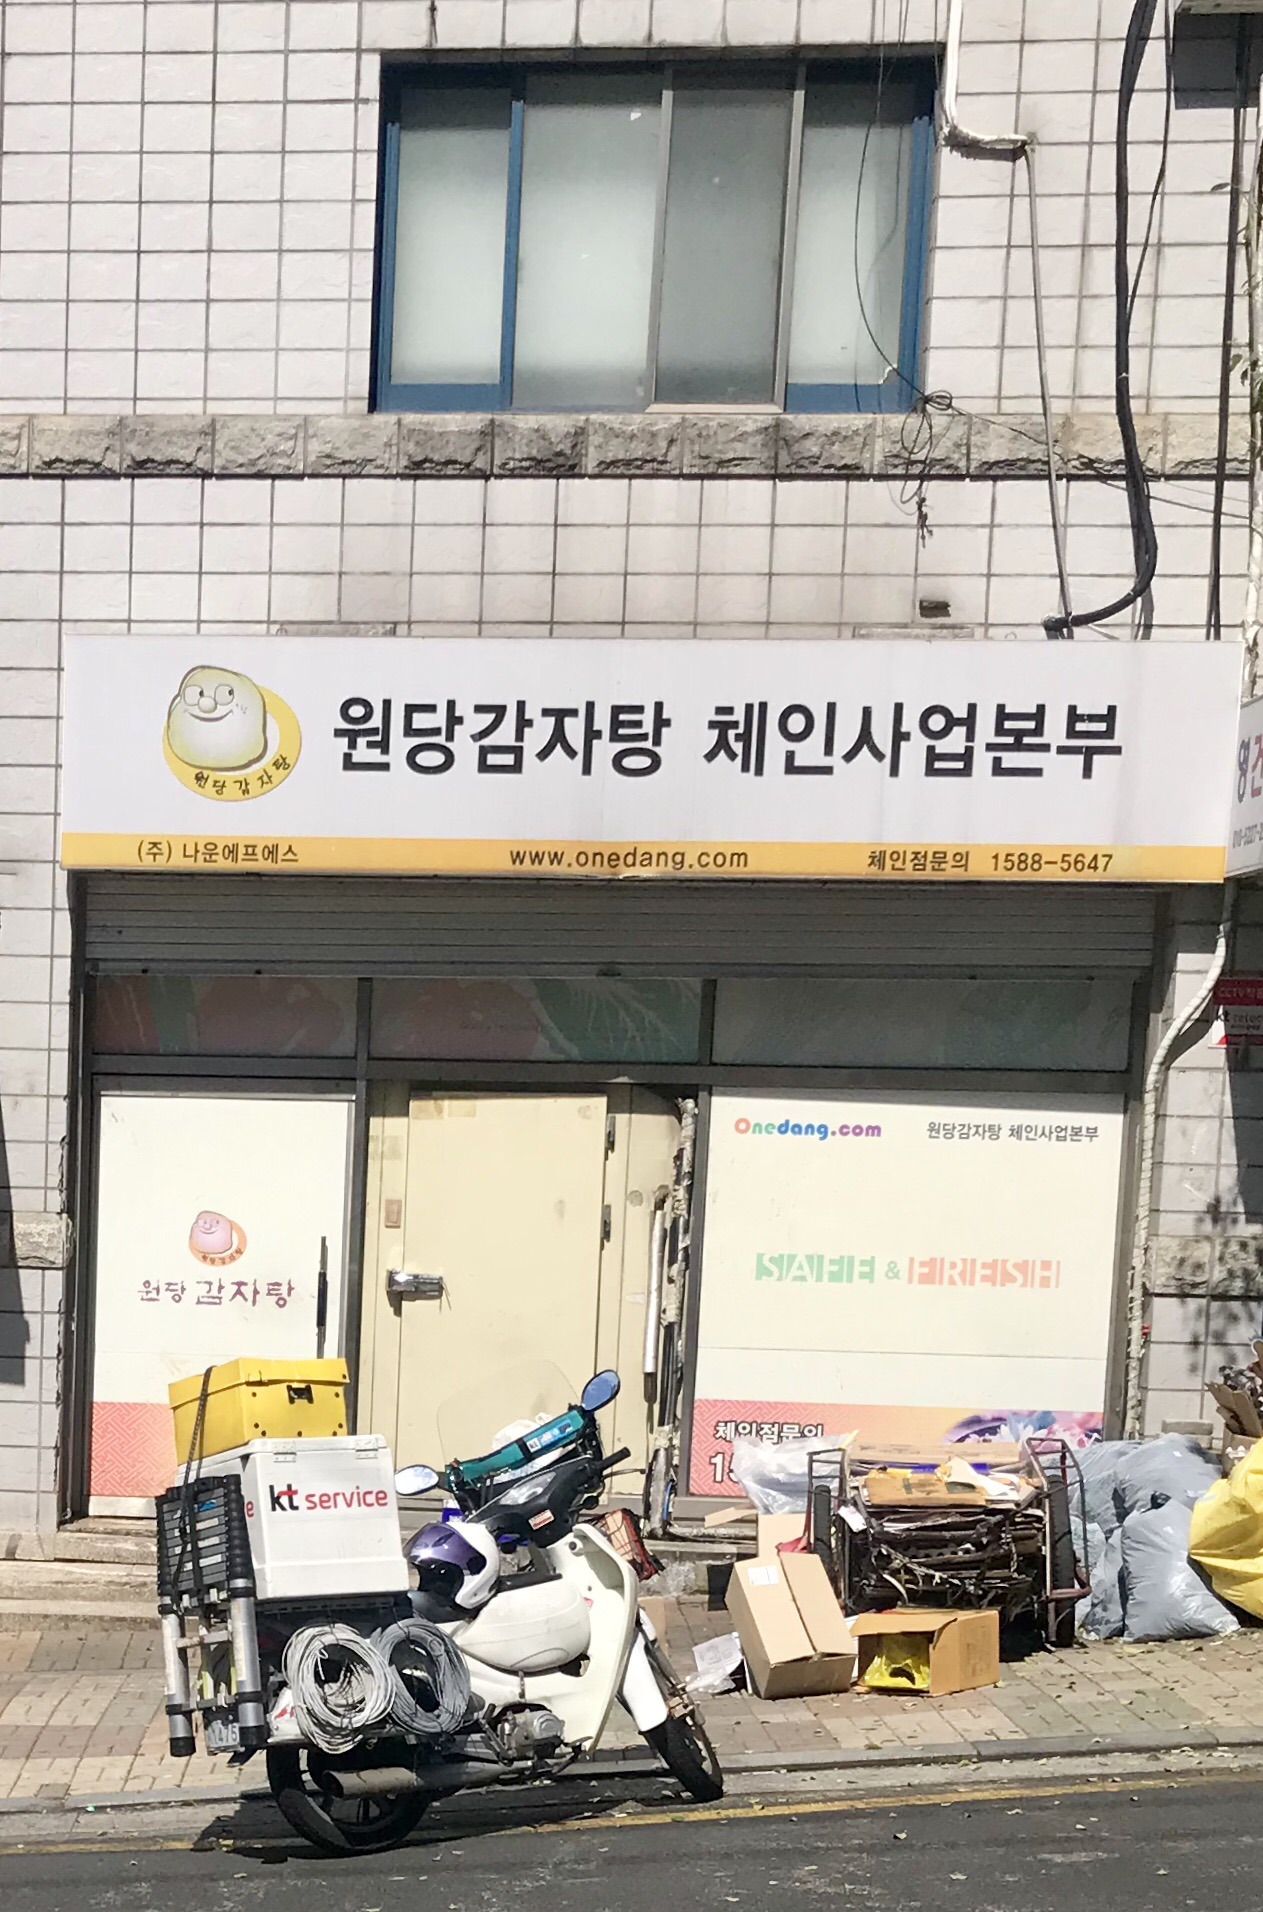 원당감자탕 체인사업본부
원당감자탕
(주) 나운에프에스 www.onedang.com 체인점문의 1588-5647
Onedang.com 원당감자탕 체인사업본부
원당감자탕
SAFE & FRESH
체인점문의
kt service